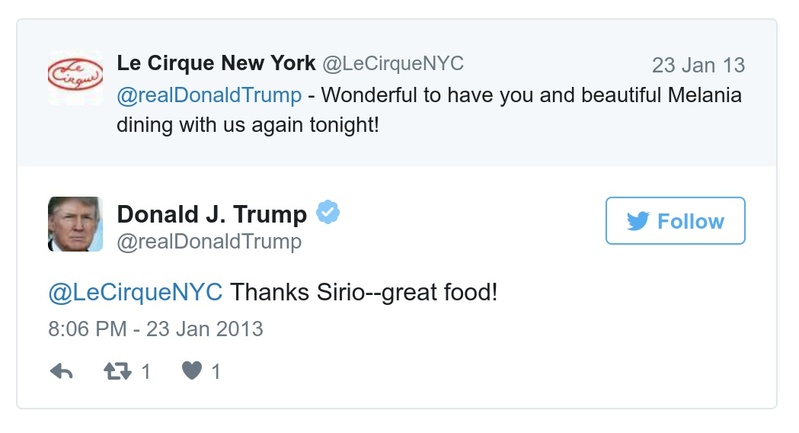 Le Cirque
Le Cirque New York @LeCirqueNYC 23 Jan 13
@realDonaldTrump - Wonderful to have you and beautiful Melania
dining with us again tonight!
Donald J. Trump
@realDonaldTrump
Follow
@LeCirqueNYC Thanks Sirio--great food!
8:06 PM - 23 Jan 2013
1 1